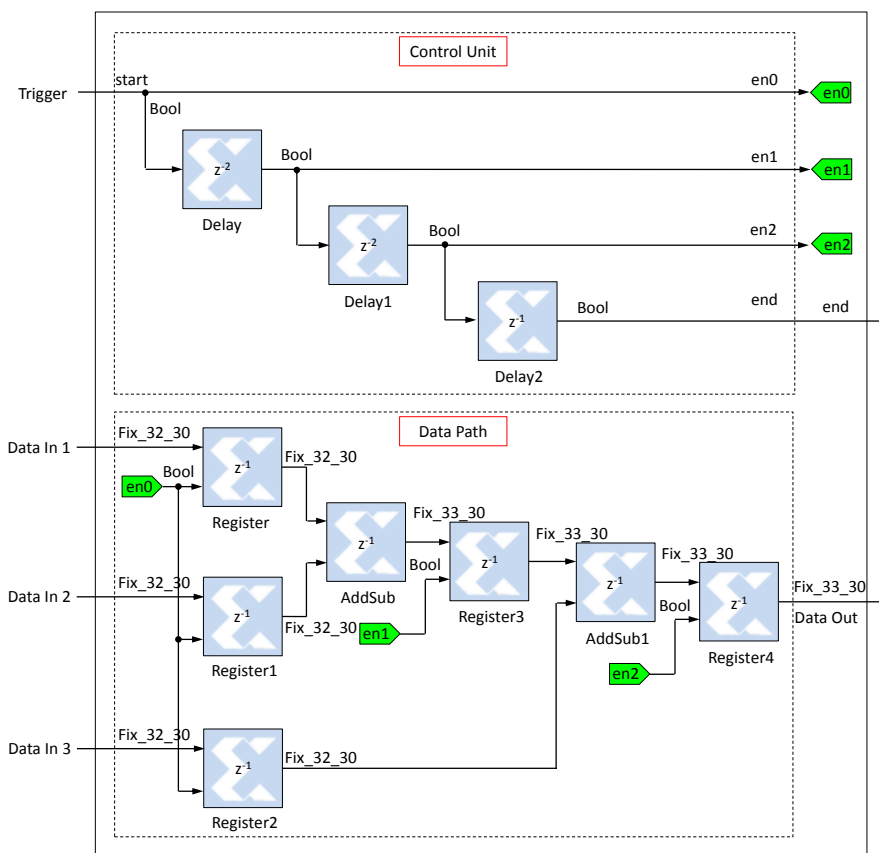 Control Unit
Trigger
start
en0
en0
Bool
z-2
Bool
en1
en1
Delay
z-2
Bool
en2
en2
Delay1
z-1
Bool
end
end
Delay2
Data Path
Data In 1
Fix_32_30
z-1
Fix_32_30
en0
Bool
Register
z-1
Fix_33_30
AddSub
Data In 2
Fix_32_30
z-1
Fix_32_30
Register1
Bool
z-1
Fix_33_30
Register3
en1
z-1
Fix_33_30
AddSub1
Bool
z-1
Fix_33_30
Data Out
Register4
en2
Data In 3
Fix_32_30
z-1
Fix_32_30
Register2